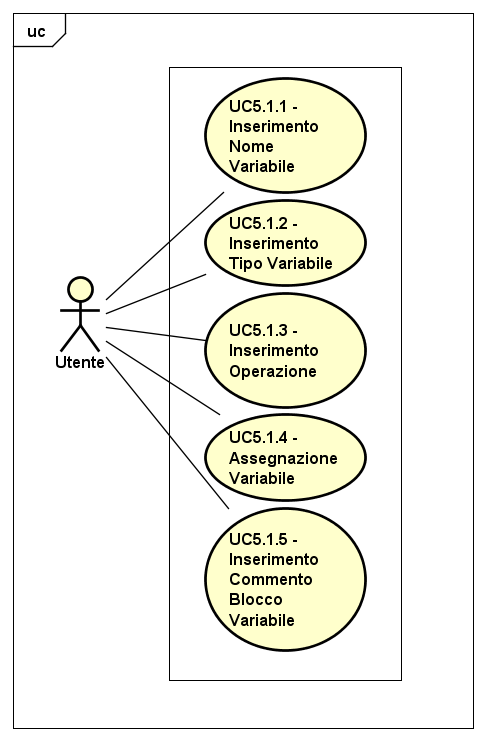 uc
UC5.1.1 -
Inserimento
Nome
Variabile
UC5.1.2 -
Inserimento
Tipo Variabile
UC5.1.3 -
Inserimento
Operazione
Utente
UC5.1.4 -
Assegnazione
Variabile
UC5.1.5 -
Inserimento
Commento
Blocco
Variabile